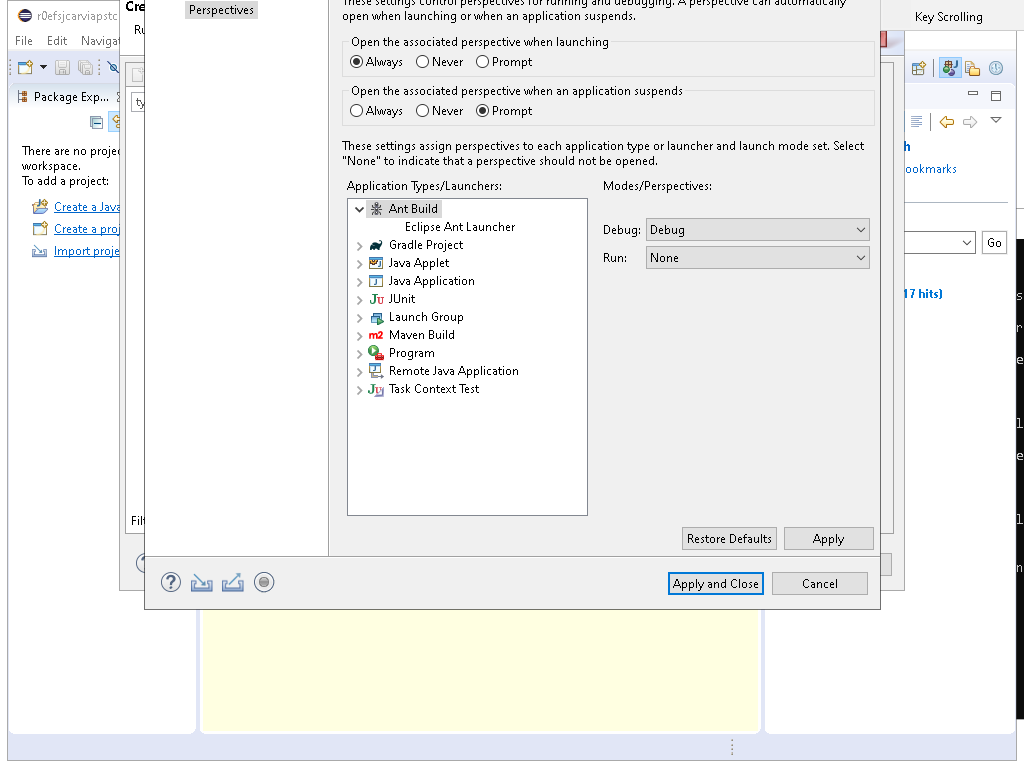 r0efsjcarviapstc
Cre
Perspectives
These settings control perspectives for running and debugging. A perspective can automatically
open when launching or when an application suspends.
Key Scrolling
File Edit Navigat
Ru
Open the associated perspective when launching
Always Never Prompt
Package Exp...
ty
Open the associated perspective when an application suspends
Always Never Prompt
There are no proje
workspace.
To add a project:
These settings assign perspectives to each application type or launcher and launch mode set. Select
"None" to indicate that a perspective should not be opened.
h
ookmarks
Application Types/Launchers:
Modes/Perspectives:
Create a Java
Create a proj
Import proje
Ant Build
Eclipse Ant Launcher
Gradle Project
Java Applet
Java Application
JUnit
Launch Group
Maven Build
Program
Remote Java Application
Task Context Test
Debug: Debug
Run: None
Go
17 hits)
s
r
e
l
e
l
n
Filt
Restore Defaults Apply
Apply and Close Cancel